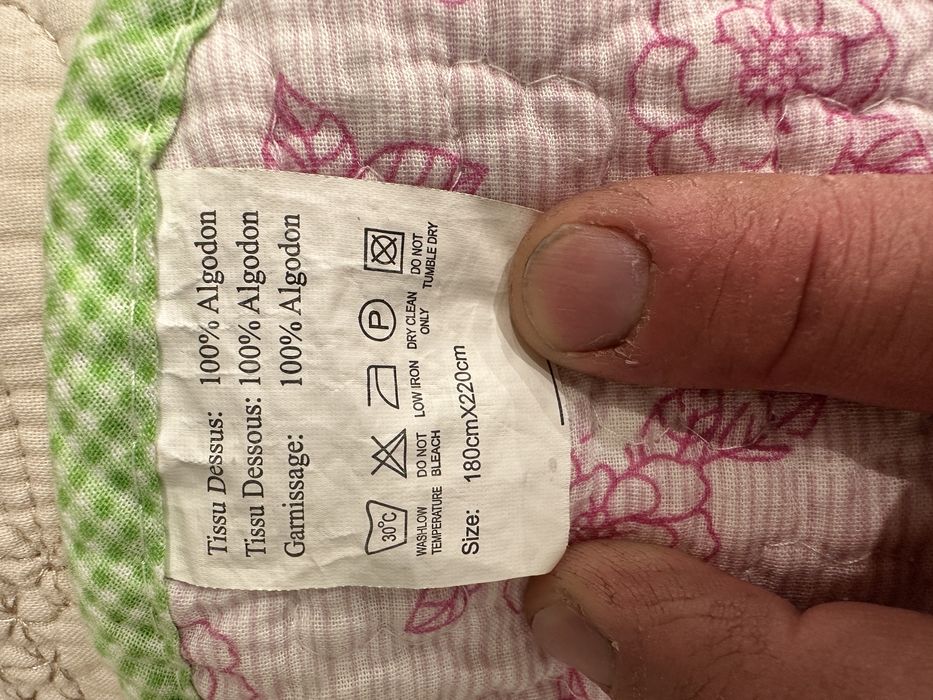 Tissu Dessus: 100% Algodon
Tissu Dessous: 100% Algodon
Garnissage: 100% Algodon
30°C P
WASHLOW TEMPERATURE DO NOT BLEACH LOW IRON DRY CLEAN ONLY DO NOT TUMBLE DRY
Size: 180cmX220cm